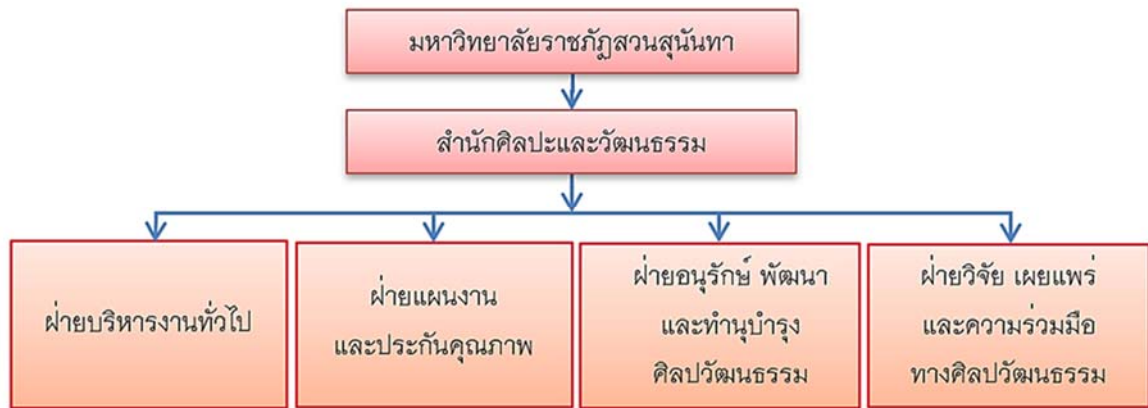 มหาวิทยาลัยราชภัฏสวนสุนันทา
สำนักศิลปะและวัฒนธรรม
ฝ่ายบริหารงานทั่วไป
ฝ่ายแผนงาน
และประกันคุณภาพ
ฝ่ายอนุรักษ์ พัฒนา
และทำนุบำรุง
ศิลปวัฒนธรรม
ฝ่ายวิจัย เผยแพร่
และความร่วมมือ
ทางศิลปวัฒนธรรม